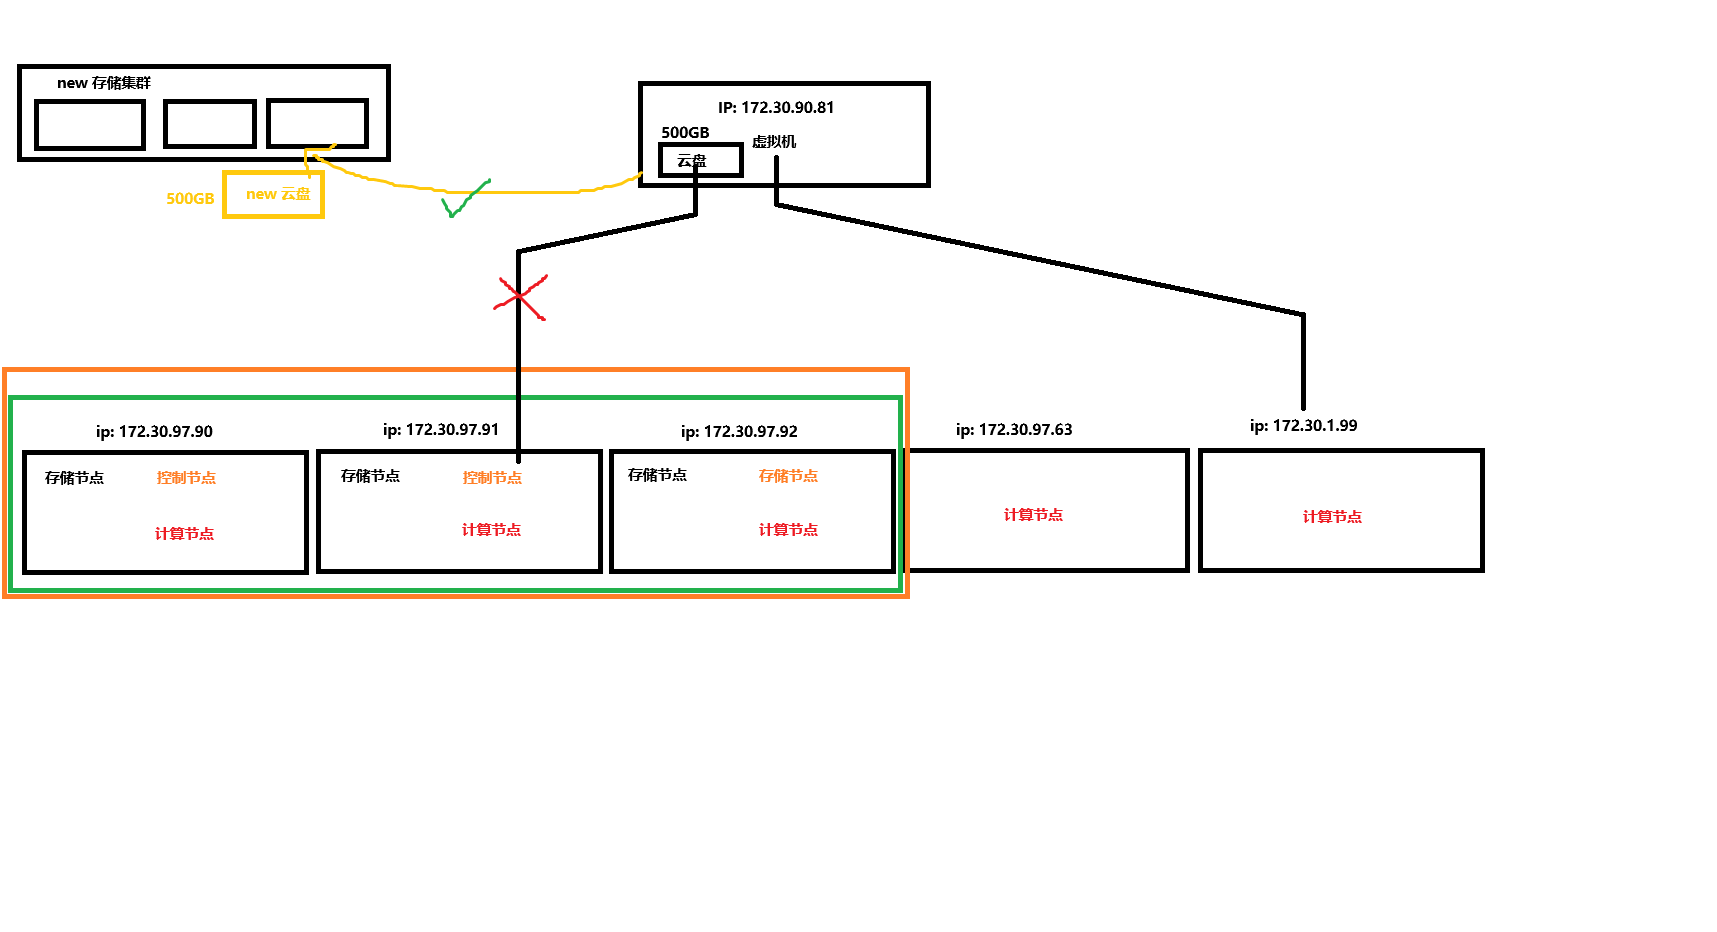 new 存储集群
IP: 172.30.90.81
500GB
虚拟机
云盘
500GB
new 云盘
ip: 172.30.97.90
ip: 172.30.97.91
ip: 172.30.97.92
ip: 172.30.97.63
ip: 172.30.1.99
存储节点
控制节点
计算节点
存储节点
控制节点
计算节点
存储节点
存储节点
计算节点
计算节点
计算节点